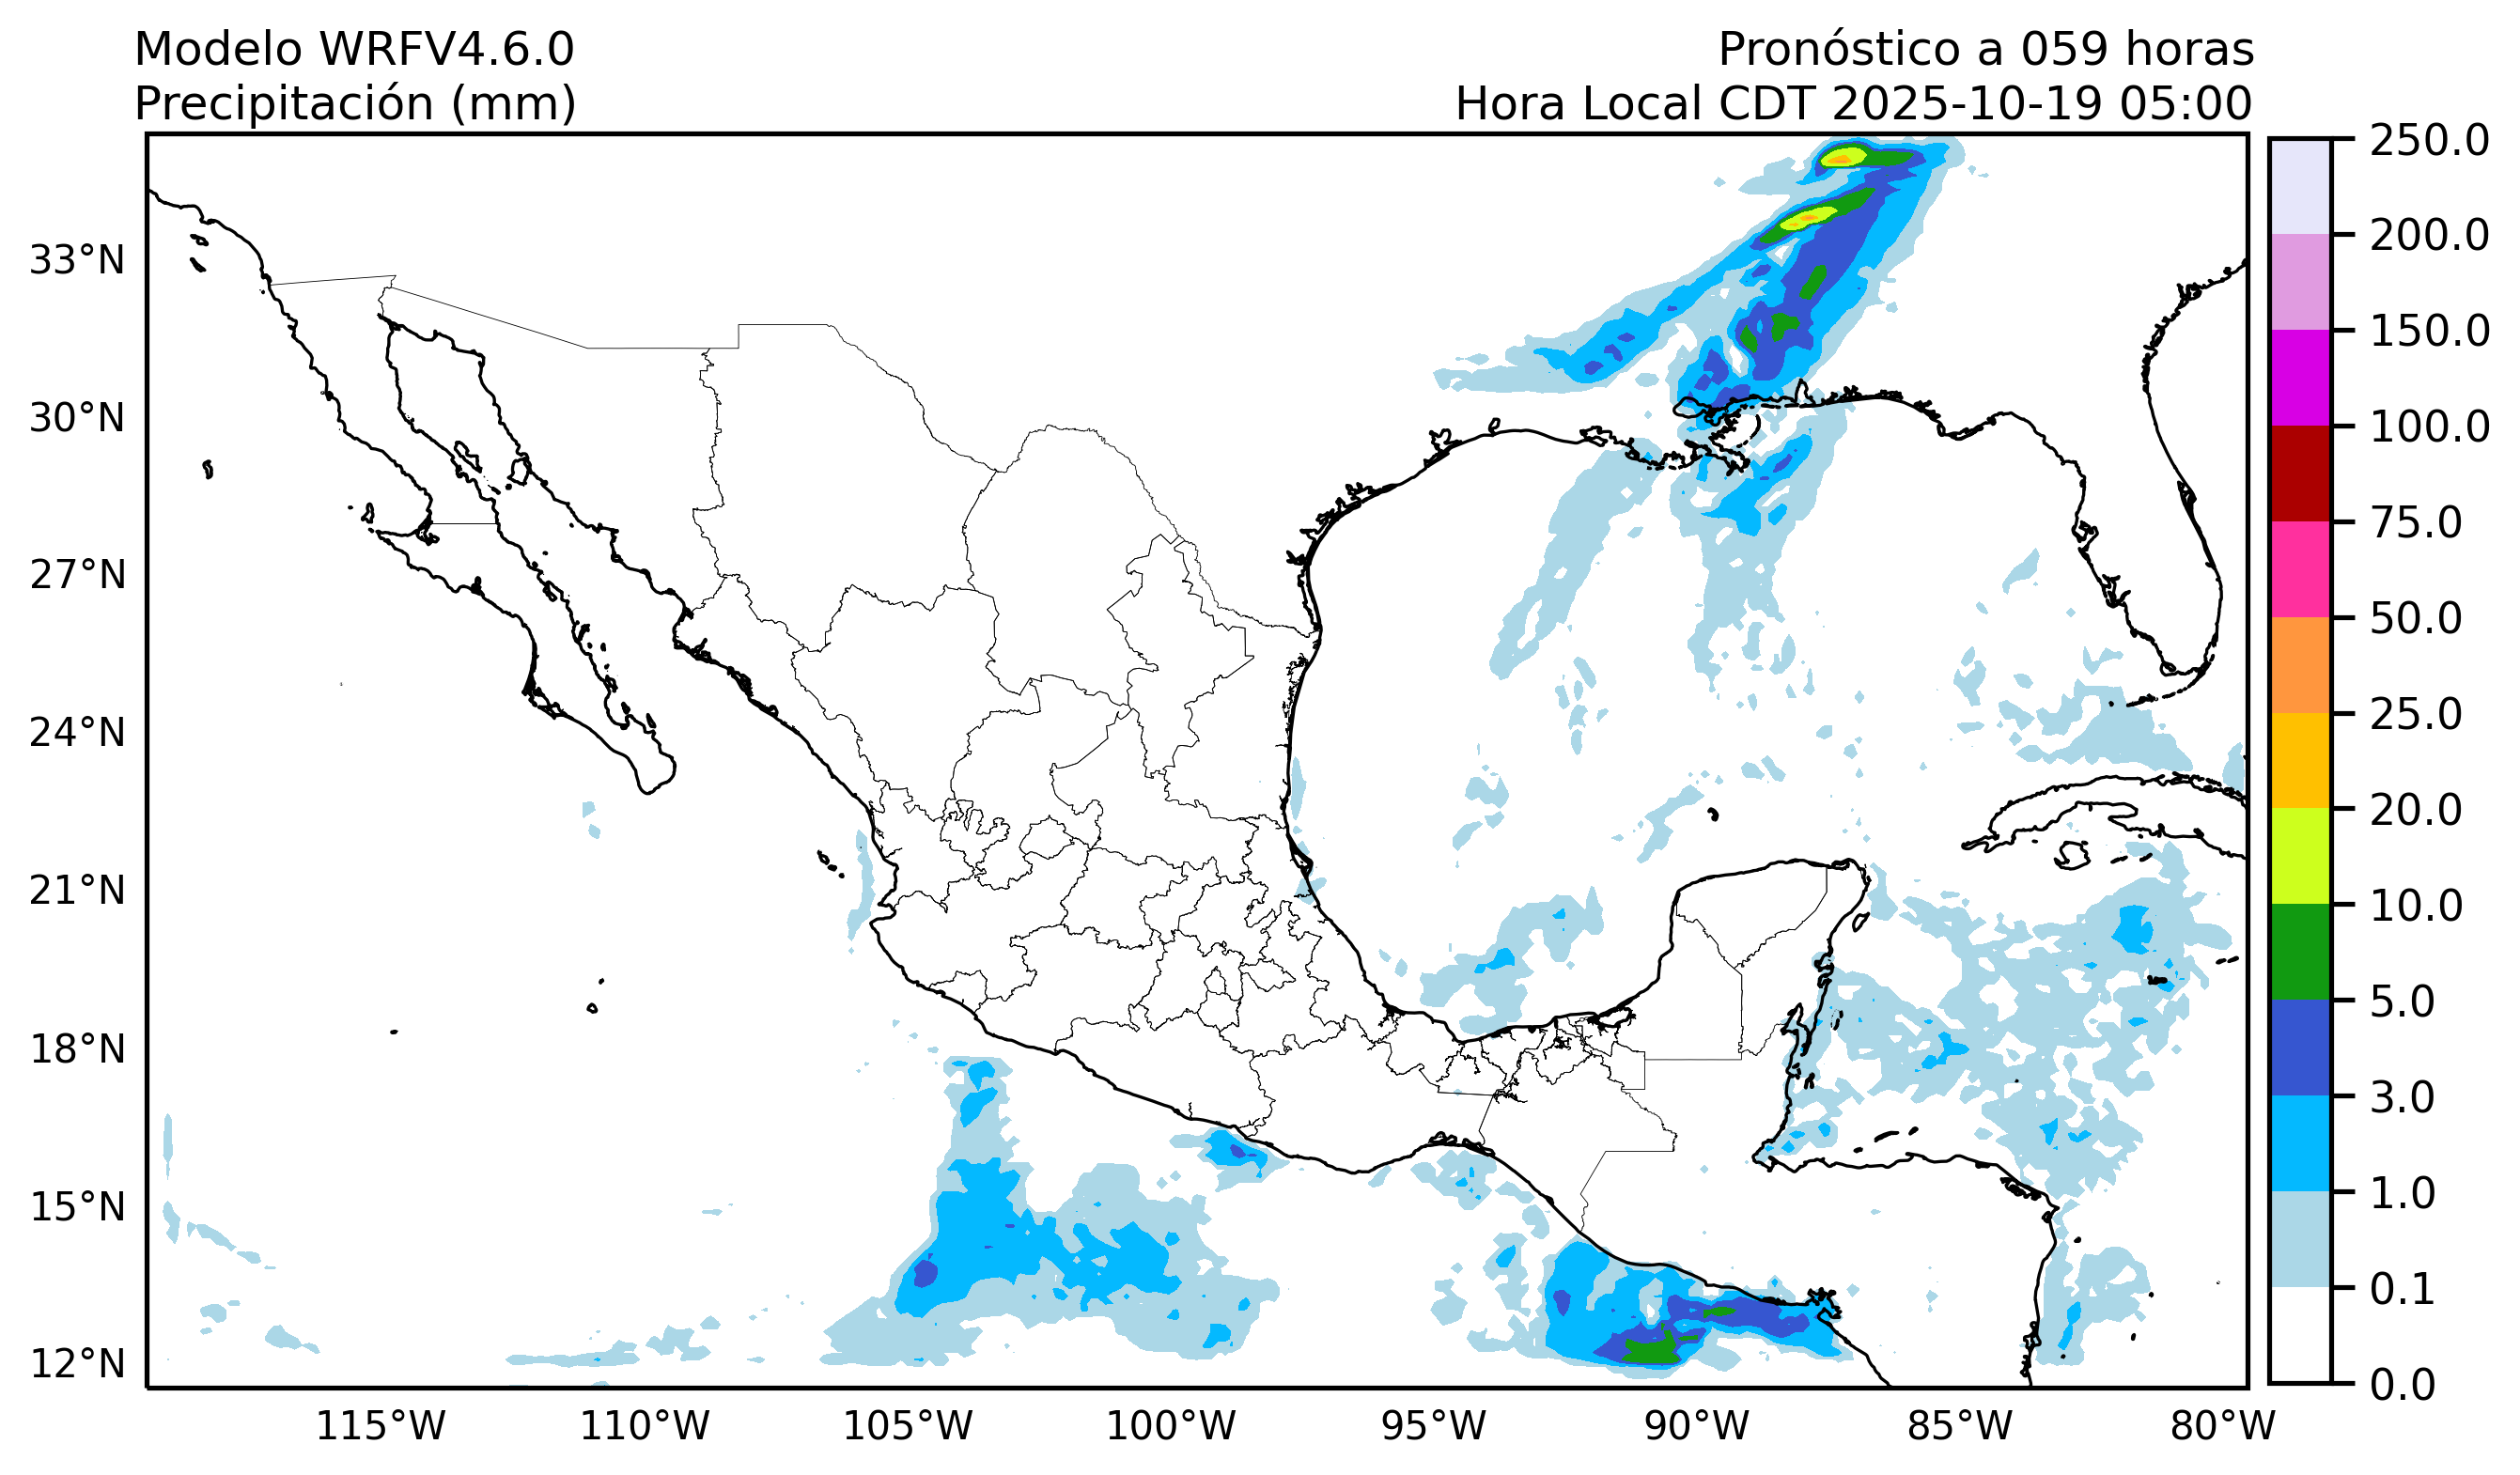 Modelo WRFV4.6.0
Precipitación (mm)
Pronóstico a 059 horas
Hora Local CDT 2025-10-19 05:00
33°N
30°N
27°N
24°N
21°N
18°N
15°N
12°N
115°W
110°W
105°W
100°W
95°W
90°W
85°W
80°W
250.0
200.0
150.0
100.0
75.0
50.0
25.0
20.0
10.0
5.0
3.0
1.0
0.1
0.0